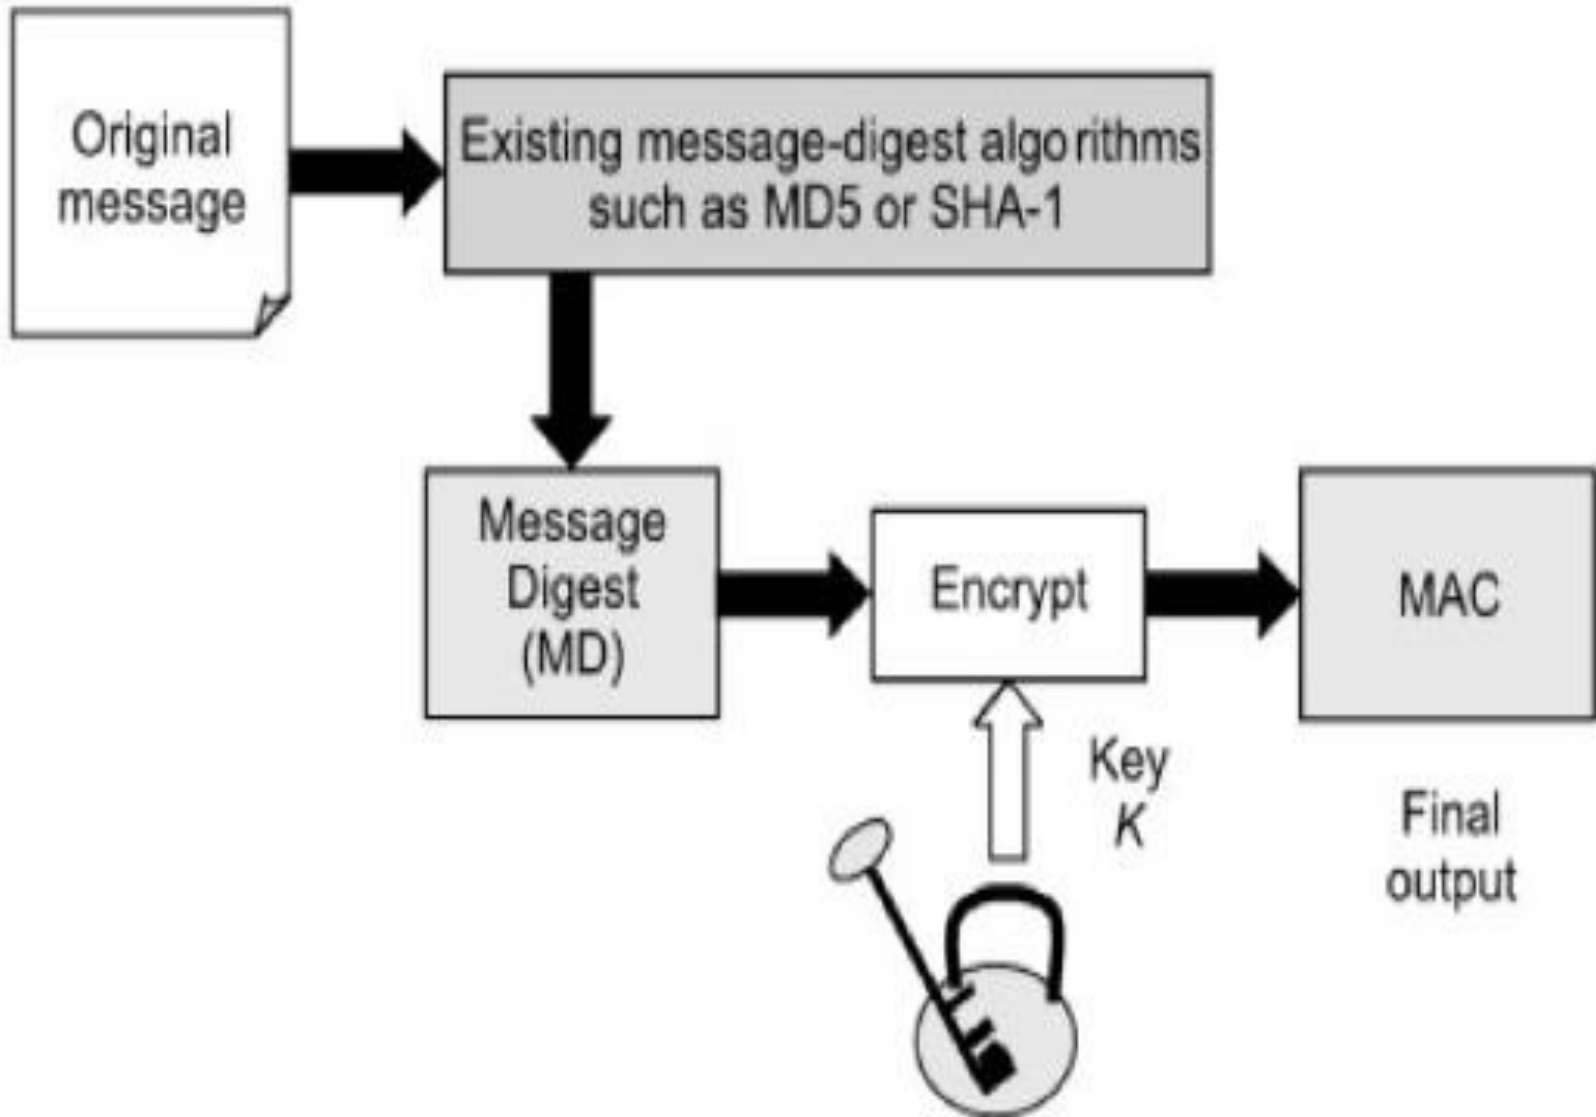 Original
message
Existing message-digest algorithms
such as MD5 or SHA-1
Message
Digest
(MD)
Encrypt
MAC
Key
K
Final
output